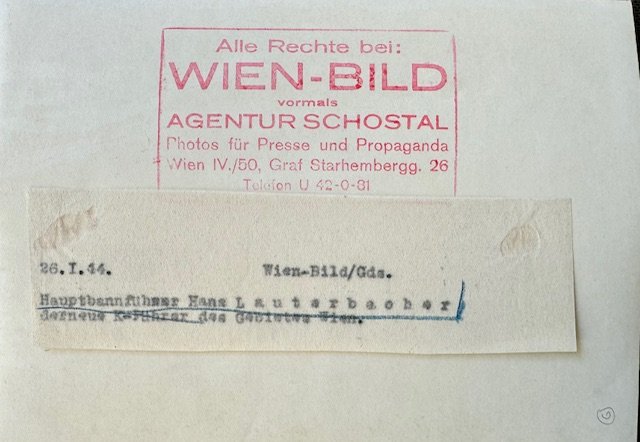 Alle Rechte bei:
WIEN-BILD
vormals
AGENTUR SCHOSTAL
Photos für Presse und Propaganda
Wien IV./50, Graf Starhembergg. 26
Telefon U 42-0-81
26.I.44. Wien-Bild/Gds.
Hauptbannführer Hans Lauterbacher
derneue K-Führer des Gebietes Wien.
G